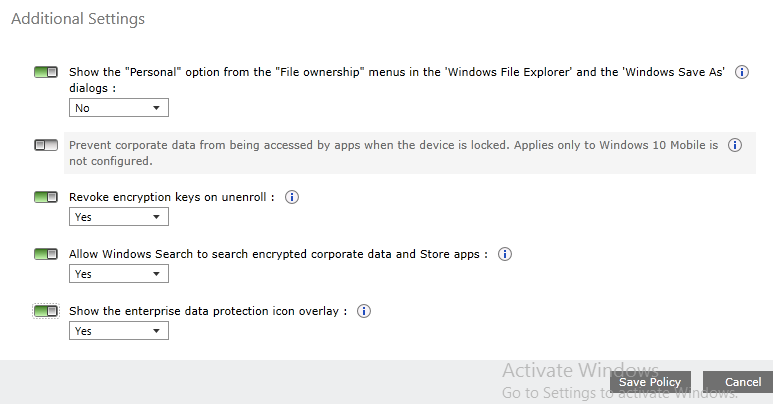 Additional Settings
Show the "Personal" option from the "File ownership" menus in the 'Windows File Explorer' and the 'Windows Save As'
dialogs :
No
Prevent corporate data from being accessed by apps when the device is locked. Applies only to Windows 10 Mobile is
not configured.
Revoke encryption keys on unenroll :
Yes
Allow Windows Search to search encrypted corporate data and Store apps :
Yes
Show the enterprise data protection icon overlay :
Yes
Activate Windows
Save Policy
Cancel
Go to Settings to activate Windows.